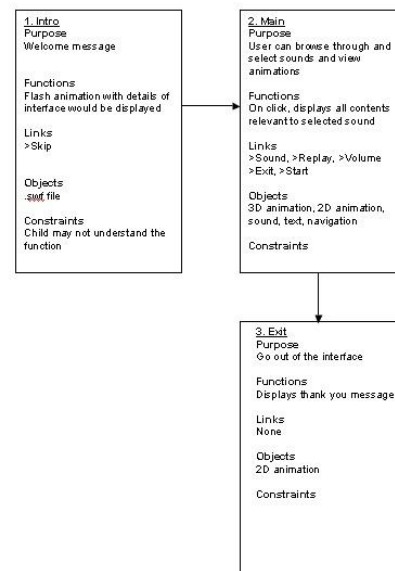 1. Intro
Purpose
Welcome message
Functions
Flash animation with details of
interface would be displayed
Links
>Skip
Objects
.swf file
Constraints
Child may not understand the
function
2. Main
Purpose
User can browse through and
select sounds and view
animations
Functions
On click, displays all contents
relevant to selected sound
Links
>Sound, >Replay, >Volume
>Exit, >Start
Objects
3D animation, 2D animation,
sound, text, navigation
Constraints
3. Exit
Purpose
Go out of the interface
Functions
Displays thank you message
Links
None
Objects
2D animation
Constraints